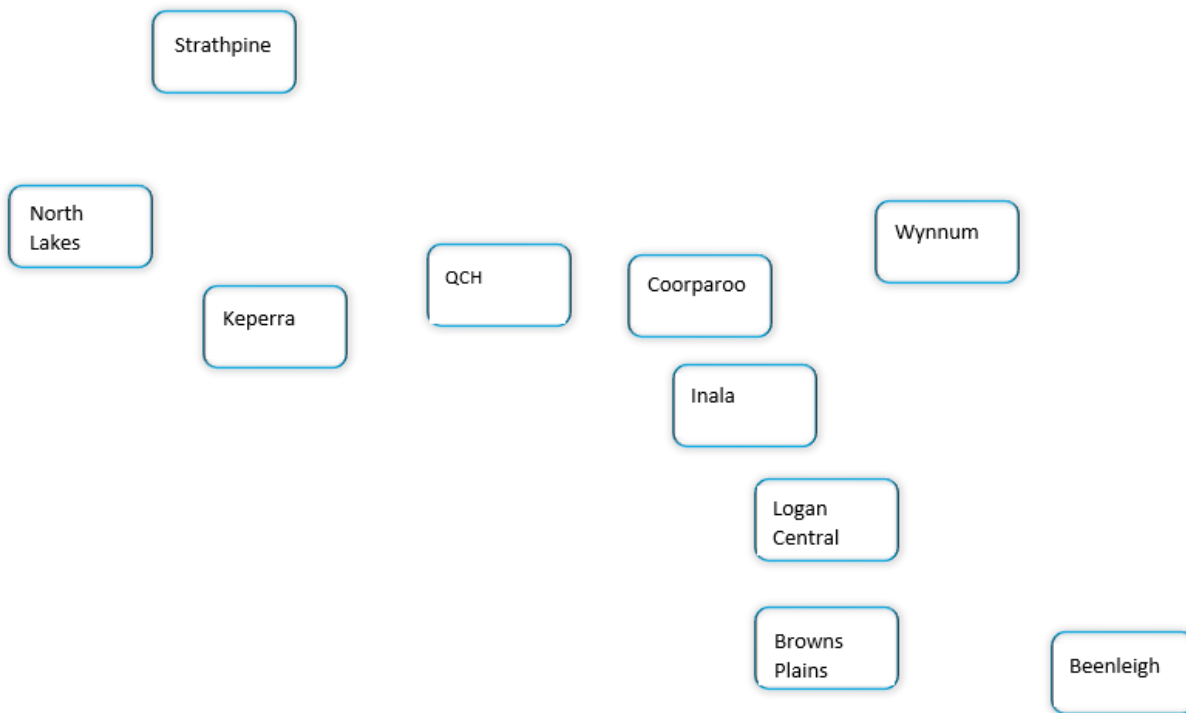 Strathpine
North
Lakes
Wynnum
QCH
Coorparoo
Keperra
Inala
Logan
Central
Browns
Plains
Beenleigh